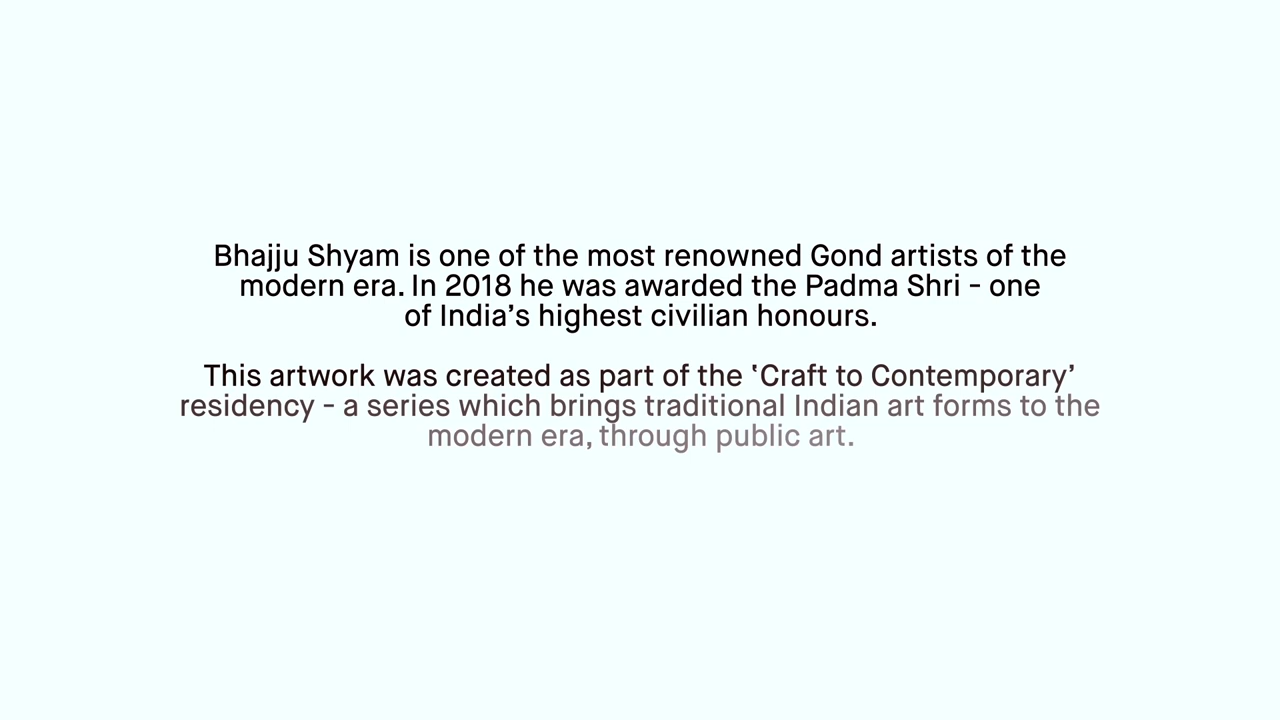 Bhajju Shyam is one of the most renowned Gond artists of the
modern era. In 2018 he was awarded the Padma Shri - one
of India’s highest civilian honours.
This artwork was created as part of the ‘Craft to Contemporary’
residency - a series which brings traditional Indian art forms to the
modern era, through public art.